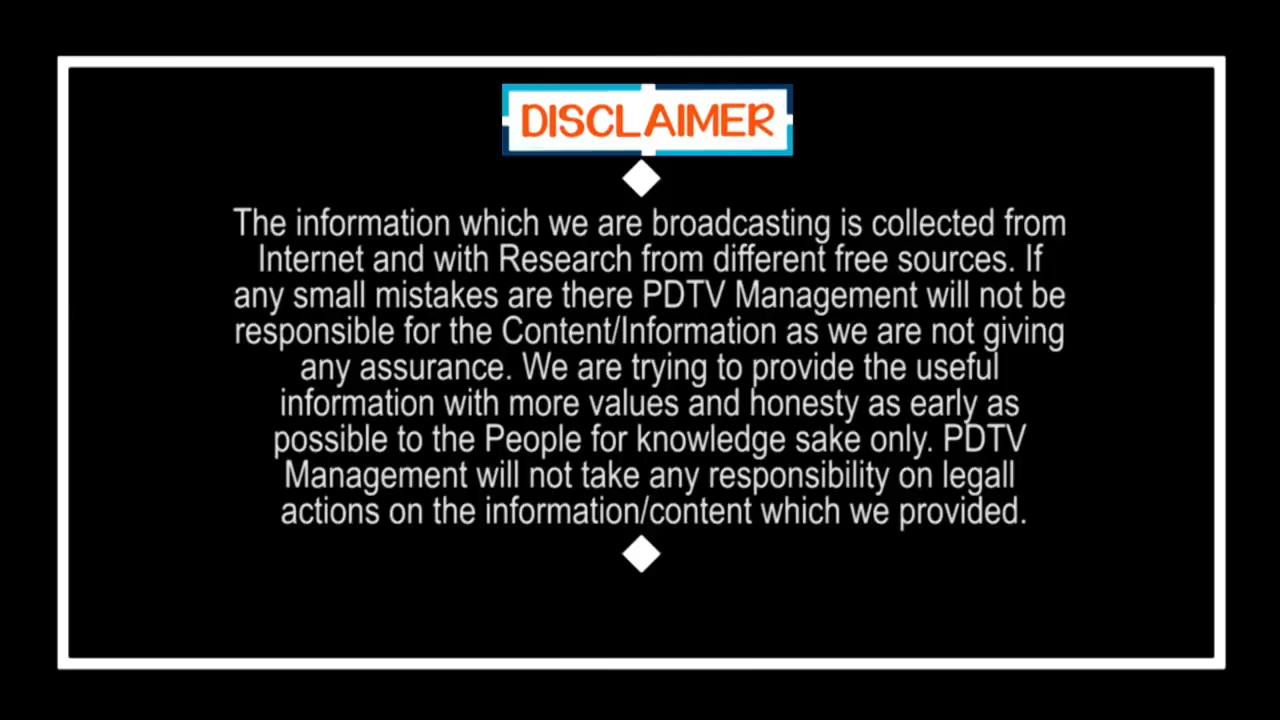 DISCLAIMER
The information which we are broadcasting is collected from
Internet and with Research from different free sources. If
any small mistakes are there PDTV Management will not be
responsible for the Content/Information as we are not giving
any assurance. We are trying to provide the useful
information with more values and honesty as early as
possible to the People for knowledge sake only. PDTV
Management will not take any responsibility on legall
actions on the information/content which we provided.